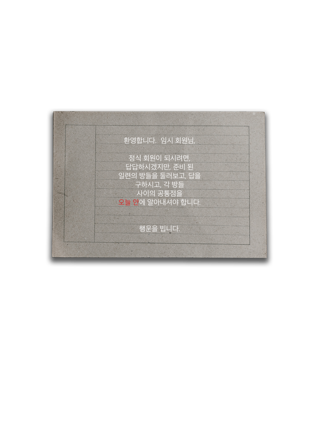 환영합니다. 임시 회원님,
정식 회원이 되시려면,
답답하시겠지만, 준비 된
일련의 방들을 둘러보고, 답을
구하시고, 각 방들
사이의 공통점을
오늘 안에 알아내셔야 합니다.
행운을 빕니다.